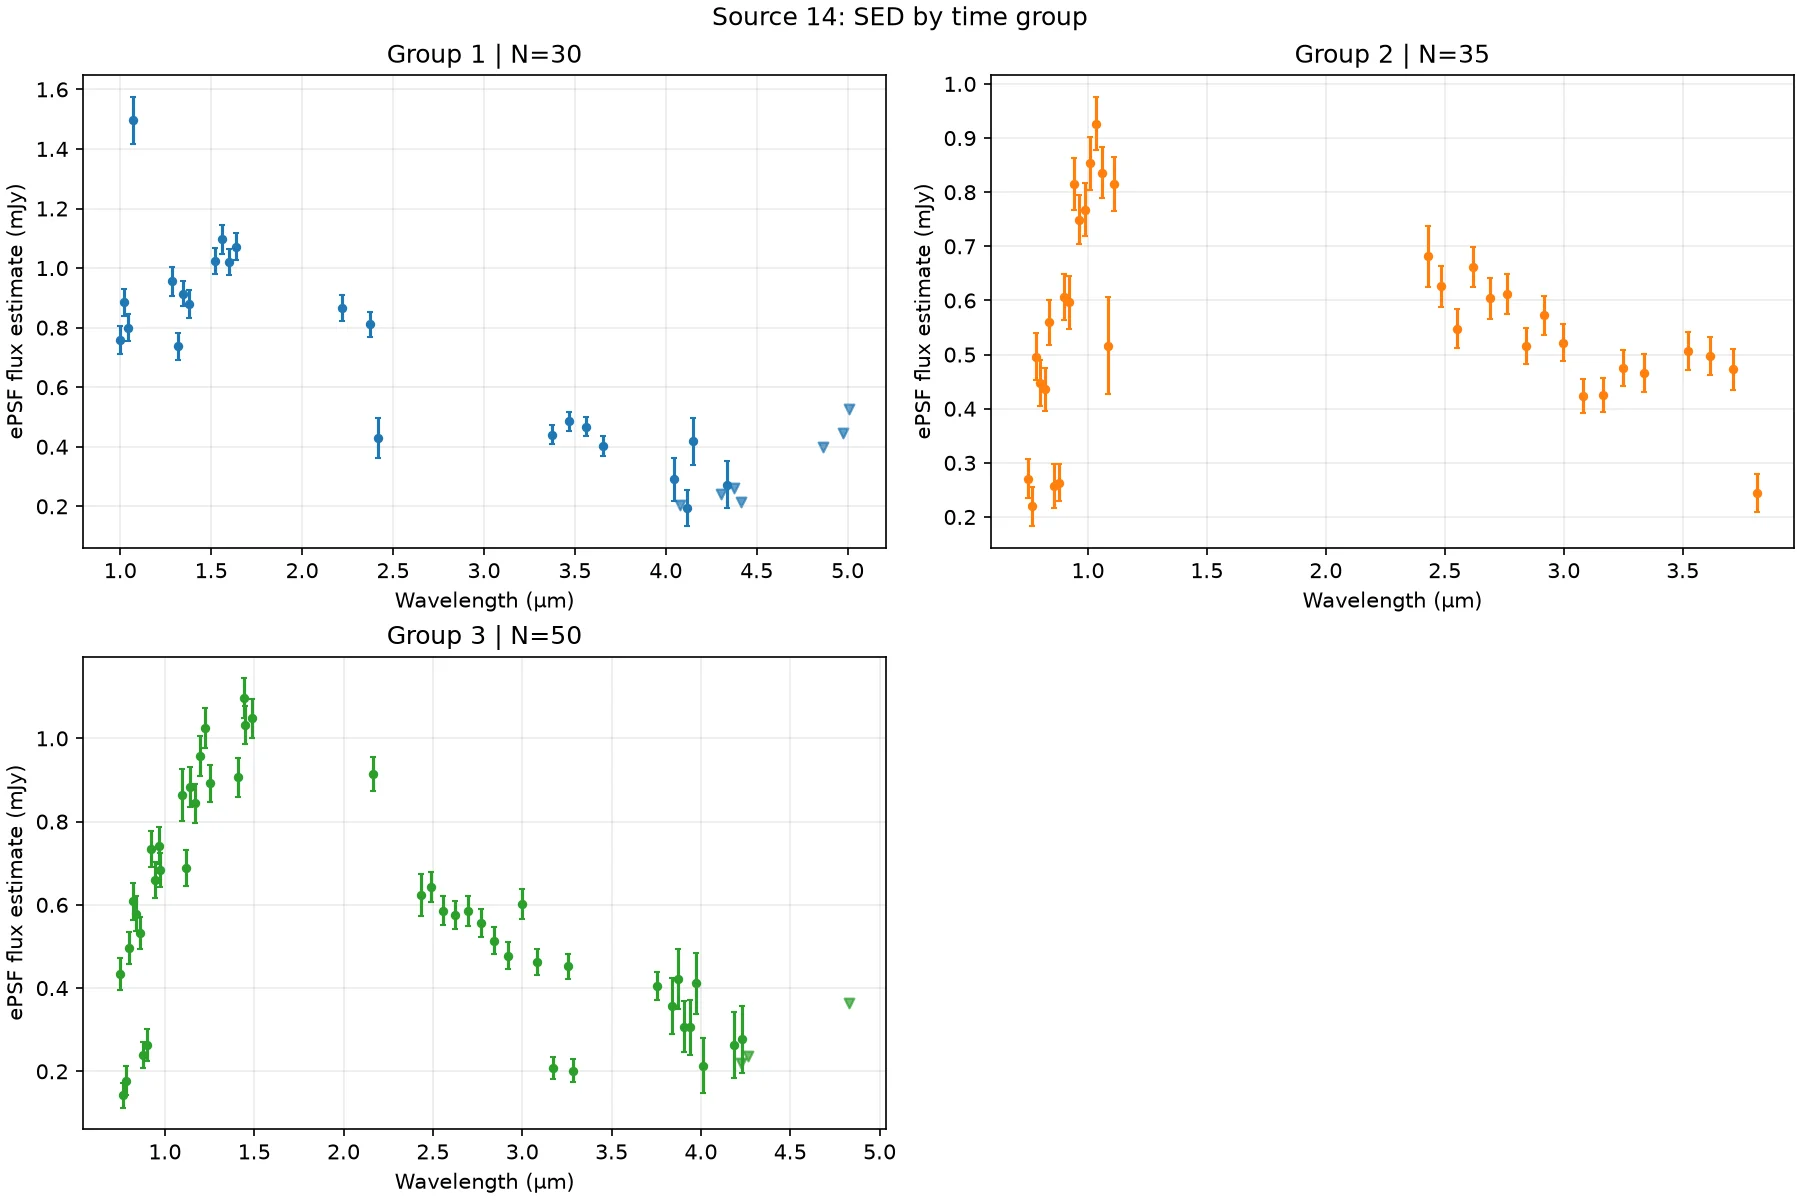 Source 14: SED by time group
Group 1 | N=30
ePSF flux estimate (mJy)
1.6
1.4
1.2
1.0
0.8
0.6
0.4
0.2
1.0 1.5 2.0 2.5 3.0 3.5 4.0 4.5 5.0
Wavelength (μm)
Group 2 | N=35
ePSF flux estimate (mJy)
1.0
0.9
0.8
0.7
0.6
0.5
0.4
0.3
0.2
1.0 1.5 2.0 2.5 3.0 3.5
Wavelength (μm)
Group 3 | N=50
ePSF flux estimate (mJy)
1.0
0.8
0.6
0.4
0.2
1.0 1.5 2.0 2.5 3.0 3.5 4.0 4.5 5.0
Wavelength (μm)